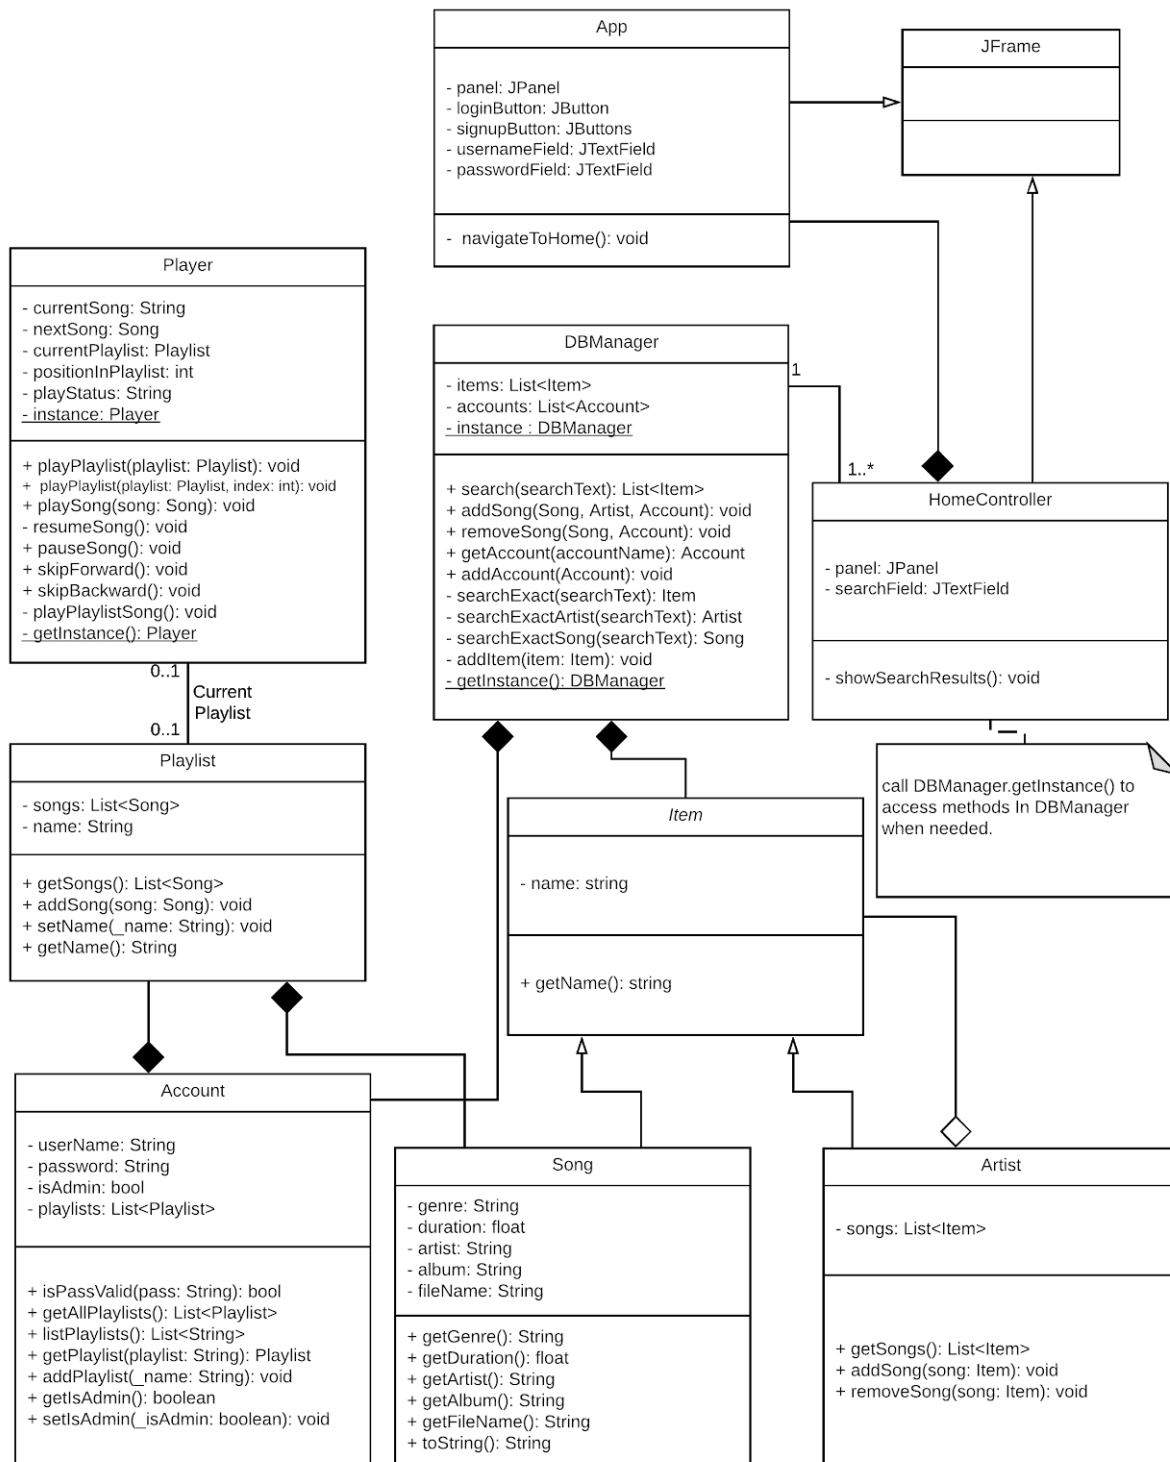 App
- panel: JPanel
- loginButton: JButton
- signupButton: JButtons
- usernameField: JTextField
- passwordField: JTextField
- navigateToHome(): void
JFrame
Player
- currentSong: String
- nextSong: Song
- currentPlaylist: Playlist
- positionInPlaylist: int
- playStatus: String
- instance: Player
+ playPlaylist(playlist: Playlist): void
+ playPlaylist(playlist: Playlist, index: int): void
+ playSong(song: Song): void
- resumeSong(): void
+ pauseSong(): void
+ skipForward(): void
+ skipBackward(): void
- playPlaylistSong(): void
- getInstance(): Player
0..1
Current
Playlist
0..1
DBManager
- items: List<Item>
- accounts: List<Account>
- instance : DBManager
+ search(searchText): List<Item>
+ addSong(Song, Artist, Account): void
+ removeSong(Song, Account): void
+ getAccount(accountName): Account
+ addAccount(Account): void
- searchExact(searchText): Item
- searchExactArtist(searchText): Artist
- searchExactSong(searchText): Song
- addItem(item: Item): void
- getInstance(): DBManager
1
1..*
HomeController
- panel: JPanel
- searchField: JTextField
- showSearchResults(): void
call DBManager.getInstance() to
access methods In DBManager
when needed.
Playlist
- songs: List<Song>
- name: String
+ getSongs(): List<Song>
+ addSong(song: Song): void
+ setName(_name: String): void
+ getName(): String
Item
- name: string
+ getName(): string
Account
- userName: String
- password: String
- isAdmin: bool
- playlists: List<Playlist>
+ isPassValid(pass: String): bool
+ getAllPlaylists(): List<Playlist>
+ listPlaylists(): List<String>
+ getPlaylist(playlist: String): Playlist
+ addPlaylist(_name: String): void
+ getIsAdmin(): boolean
+ setIsAdmin(_isAdmin: boolean): void
Song
- genre: String
- duration: float
- artist: String
- album: String
- fileName: String
+ getGenre(): String
+ getDuration(): float
+ getArtist(): String
+ getAlbum(): String
+ getFileName(): String
+ toString(): String
Artist
- songs: List<Item>
+ getSongs(): List<Item>
+ addSong(song: Item): void
+ removeSong(song: Item): void